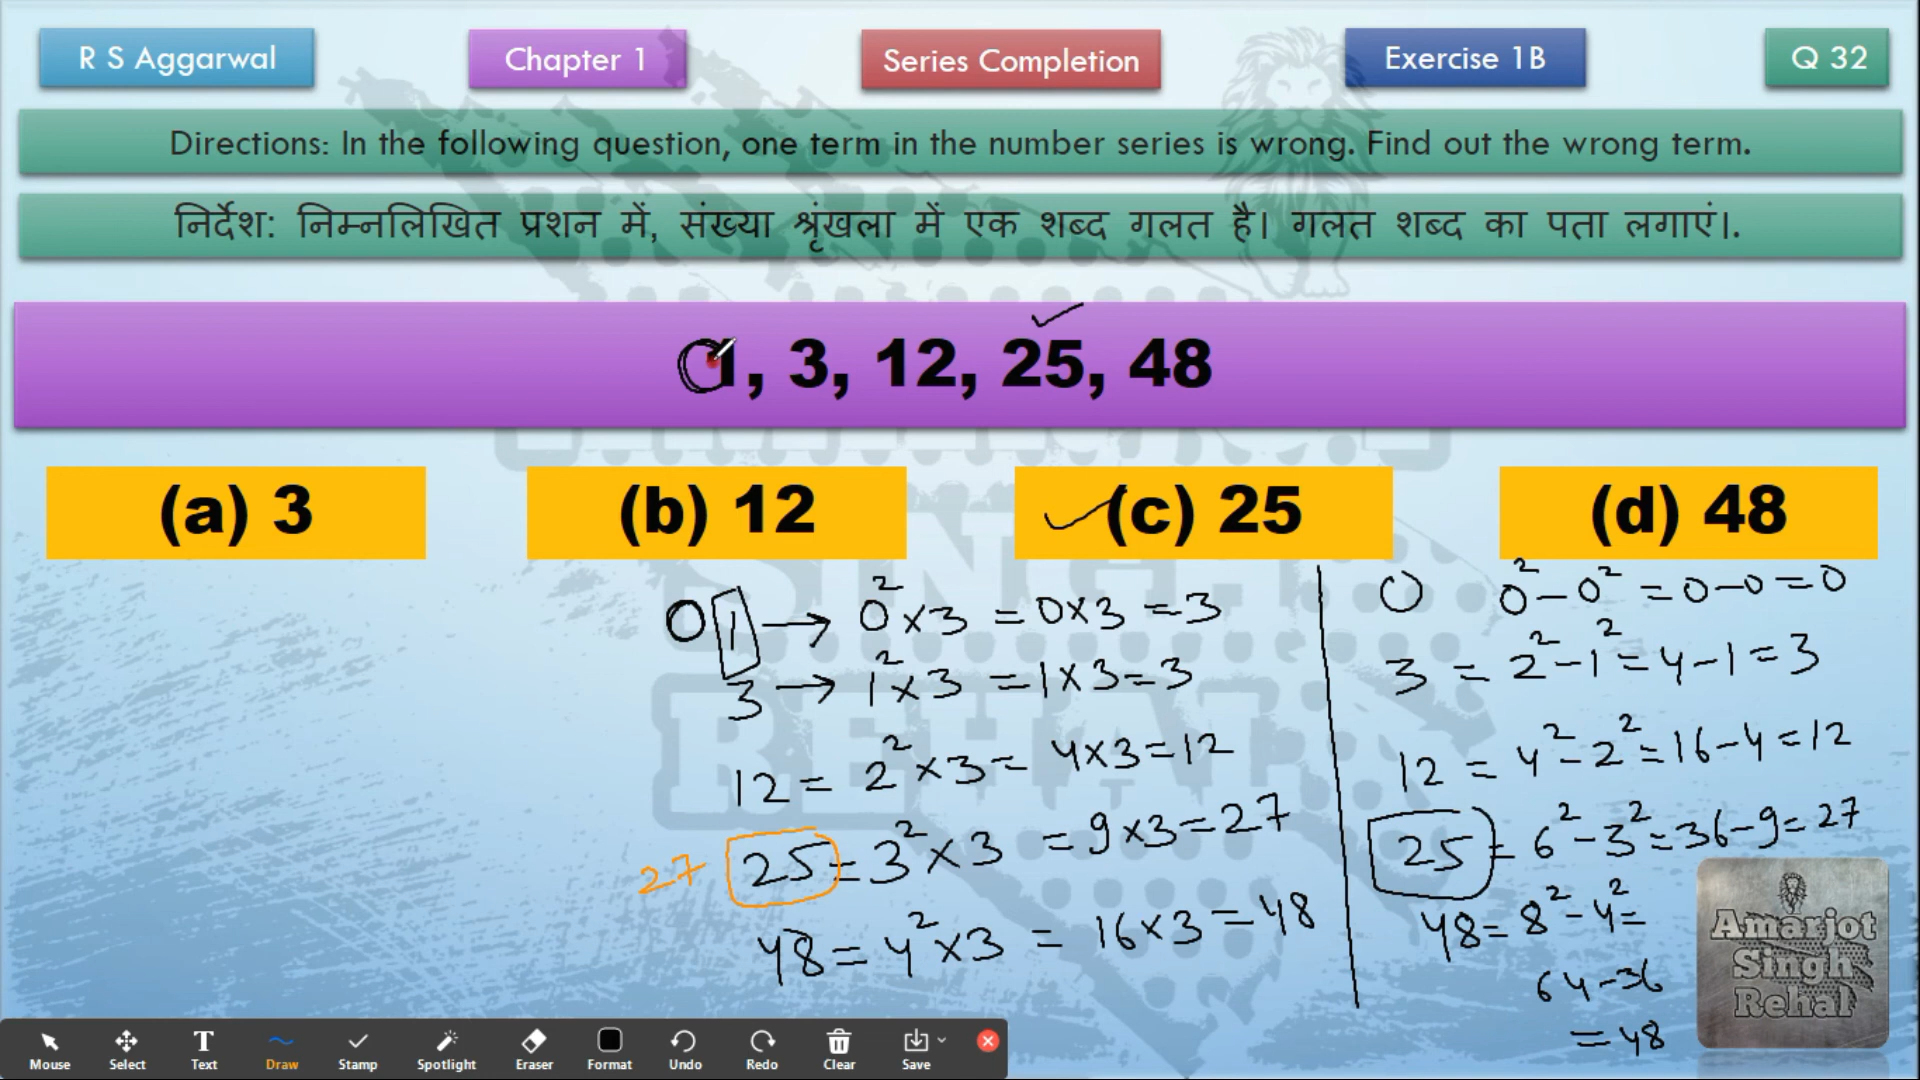 R S Aggarwal
Chapter 1
Series Completion
Exercise 1B
Q 32
Directions: In the following question, one term in the number series is wrong. Find out the wrong term.
निर्देश: निम्नलिखित प्रशन में, संख्या श्रृंखला में एक शब्द गलत है। गलत शब्द का पता लगाएं।.
1, 3, 12, 25, 48
(a) 3
(b) 12
(c) 25
(d) 48
0 1 → 0² × 3 = 0 × 3 = 3
3 → 1² × 3 = 1 × 3 = 3
12 = 2² × 3 = 4 × 3 = 12
27 25 = 3² × 3 = 9 × 3 = 27
48 = 4² × 3 = 16 × 3 = 48
0 0² - 0² = 0 - 0 = 0
3 = 2² - 1² = 4 - 1 = 3
12 = 4² - 2² = 16 - 4 = 12
25 = 6² - 3² = 36 - 9 = 27
48 = 8² - 4² =
64 - 36
= 48
SINGH
REHAL
Amarjot
Singh
Rehal
Mouse
Select
Text
Draw
Stamp
Spotlight
Eraser
Format
Undo
Redo
Clear
Save